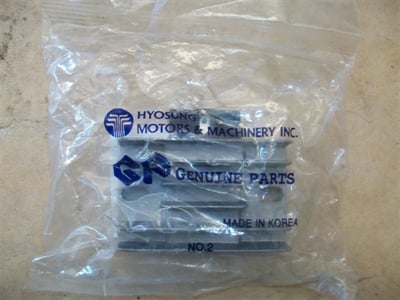 HYOSUNG
MOTORS & MACHINERY INC.
GP GENUINE PARTS
MADE IN KOREA
NO.2